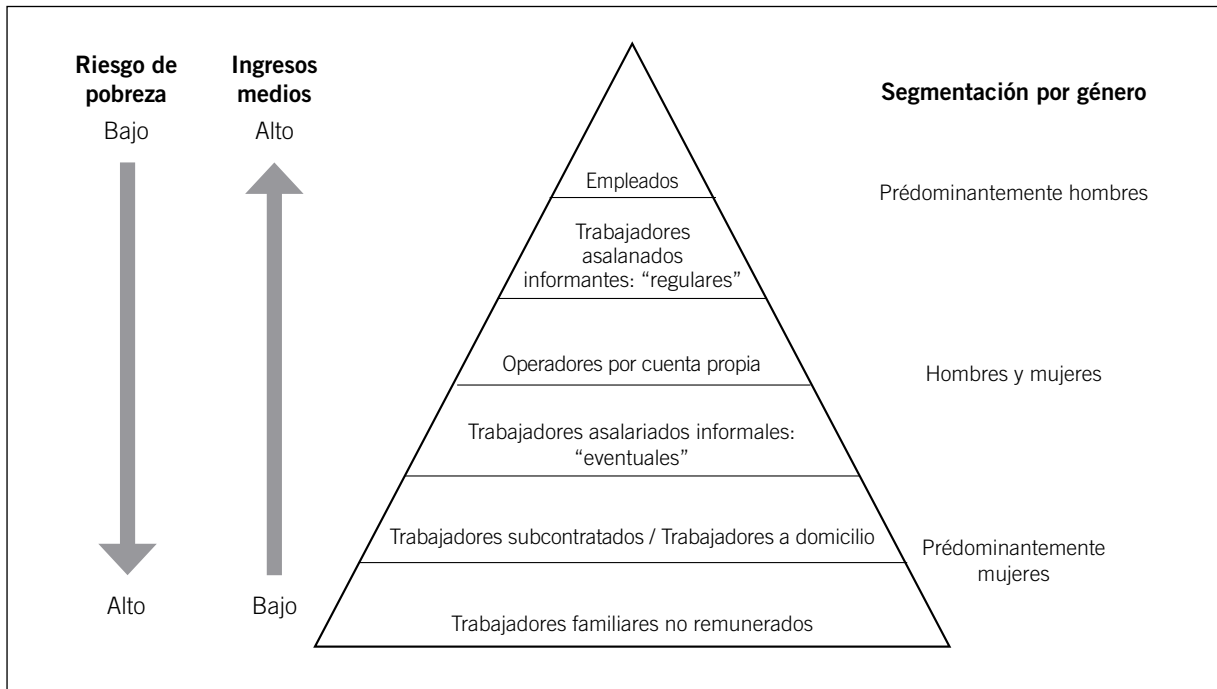 Riesgo de
pobreza
Bajo
Alto
Ingresos
medios
Alto
Bajo
Empleados
Trabajadores
asalanados
informantes: “regulares”
Operadores por cuenta propia
Trabajadores asalariados informales:
“eventuales”
Trabajadores subcontratados / Trabajadores a domicilio
Trabajadores familiares no remunerados
Segmentación por género
Prédominantemente hombres
Hombres y mujeres
Prédominantemente
mujeres